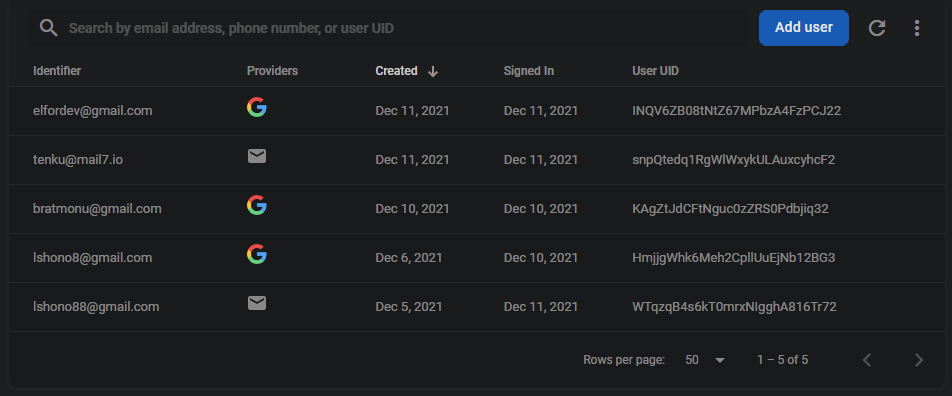 Search by email address, phone number, or user UID Add user
Identifier Providers Created Signed In User UID
elfordev@gmail.com Dec 11, 2021 Dec 11, 2021 INQV6ZB08tNtZ67MPbzA4FzPCJ22
tenku@mail7.io Dec 11, 2021 Dec 11, 2021 snpQtedq1RgWlWxykULAuxcyhcF2
bratmonu@gmail.com Dec 10, 2021 Dec 10, 2021 KAgZtJdCFtNguc0zZRS0Pdbjiq32
lshono8@gmail.com Dec 6, 2021 Dec 10, 2021 HmjjgWhk6Meh2CpllUuEjNb12BG3
lshono88@gmail.com Dec 5, 2021 Dec 11, 2021 WTqzqB4s6kT0mrxNIgghA816Tr72
Rows per page: 50 1 – 5 of 5